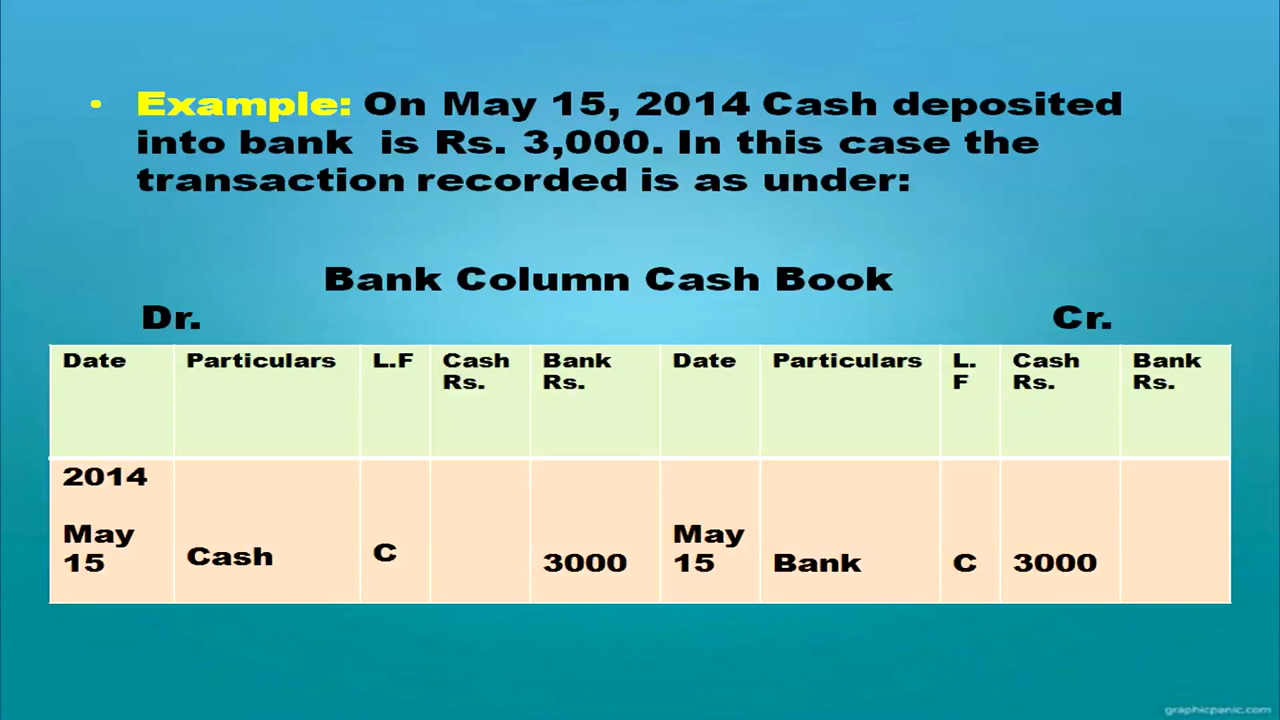 • Example: On May 15, 2014 Cash deposited
into bank is Rs. 3,000. In this case the
transaction recorded is as under:
Bank Column Cash Book
Dr. Cr.
Date Particulars L.F Cash Bank Date Particulars L. Cash Bank
Rs. Rs. F Rs. Rs.
2014
May May
15 Cash C 3000 15 Bank C 3000
graphicpanic.com